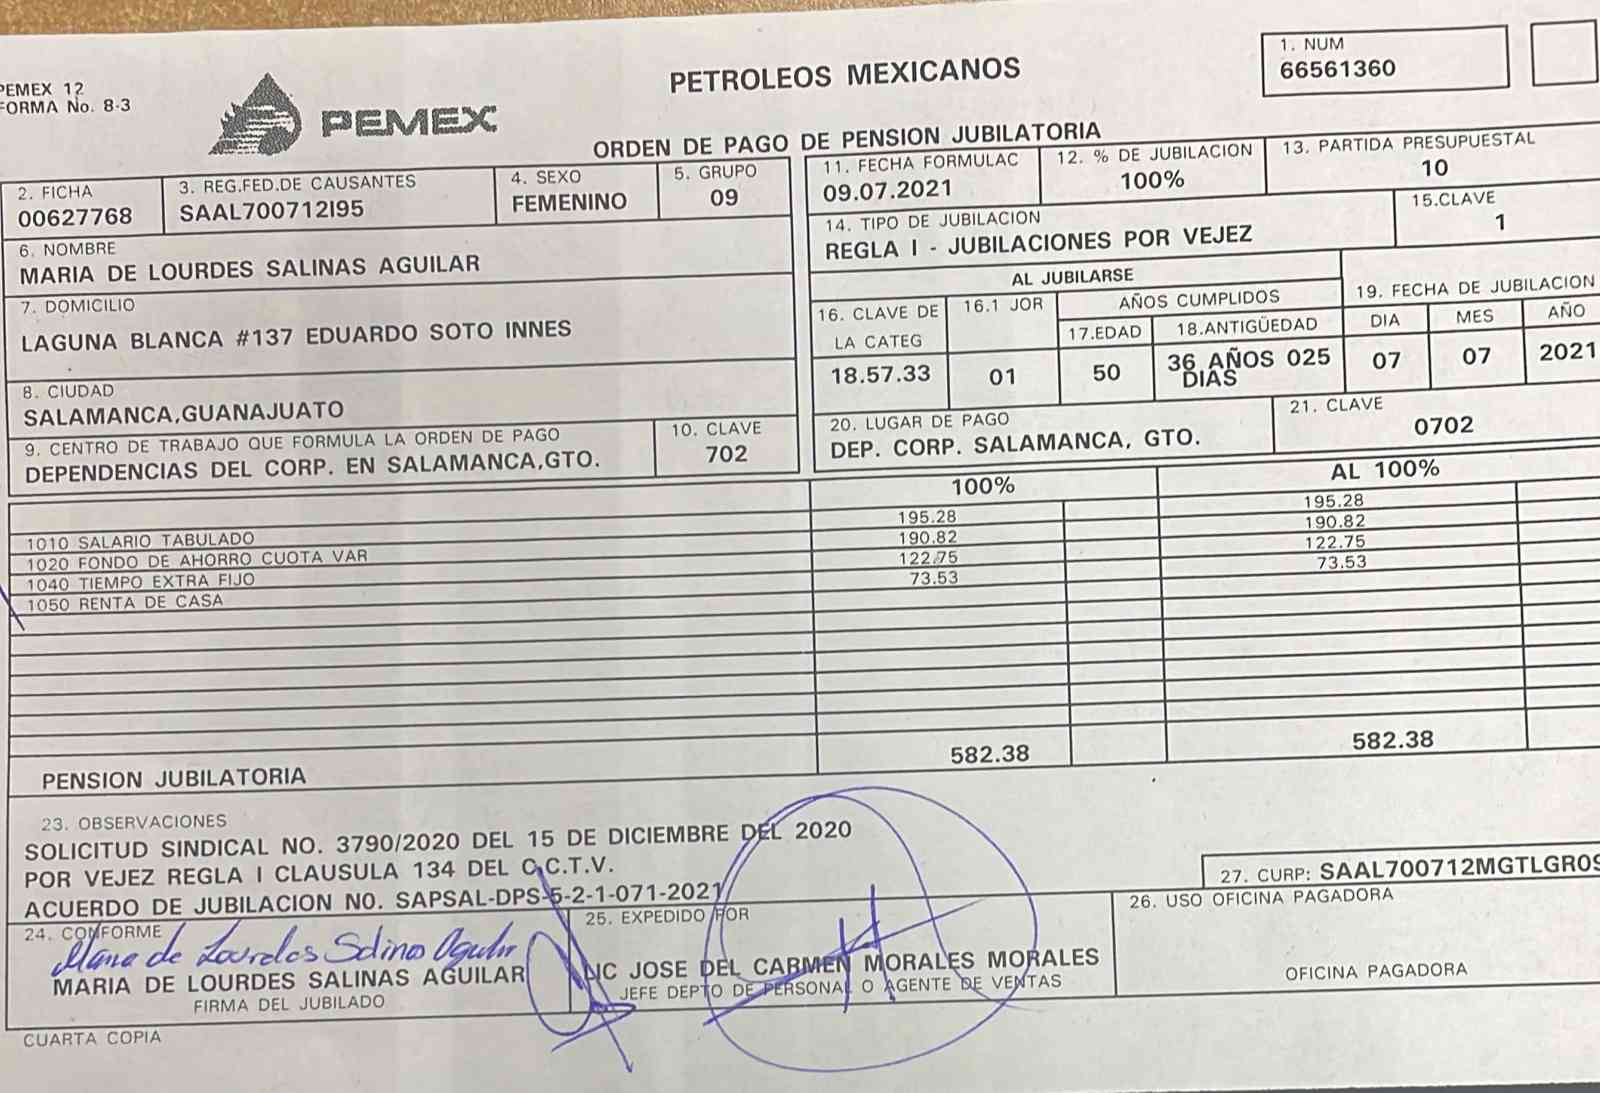 PEMEX 12
FORMA No. 8-3
PEMEX
PETROLEOS MEXICANOS
ORDEN DE PAGO DE PENSION JUBILATORIA
1. NUM
66561360
2. FICHA
00627768
3. REG.FED.DE CAUSANTES
SAAL700712I95
4. SEXO
FEMENINO
5. GRUPO
09
6. NOMBRE
MARIA DE LOURDES SALINAS AGUILAR
7. DOMICILIO
LAGUNA BLANCA #137 EDUARDO SOTO INNES
8. CIUDAD
SALAMANCA,GUANAJUATO
9. CENTRO DE TRABAJO QUE FORMULA LA ORDEN DE PAGO
DEPENDENCIAS DEL CORP. EN SALAMANCA,GTO.
10. CLAVE
702
11. FECHA FORMULAC
09.07.2021
12. % DE JUBILACION
100%
13. PARTIDA PRESUPUESTAL
10
14. TIPO DE JUBILACION
REGLA I - JUBILACIONES POR VEJEZ
15.CLAVE
1
AL JUBILARSE
16. CLAVE DE
LA CATEG
18.57.33
16.1 JOR
01
AÑOS CUMPLIDOS
17.EDAD
50
18.ANTIGÜEDAD
36 AÑOS 025
DIAS
19. FECHA DE JUBILACION
DIA MES AÑO
07 07 2021
20. LUGAR DE PAGO
DEP. CORP. SALAMANCA, GTO.
21. CLAVE
0702
100% AL 100%
1010 SALARIO TABULADO 195.28 195.28
1020 FONDO DE AHORRO CUOTA VAR 190.82 190.82
1040 TIEMPO EXTRA FIJO 122.75 122.75
1050 RENTA DE CASA 73.53 73.53
PENSION JUBILATORIA 582.38 582.38
23. OBSERVACIONES
SOLICITUD SINDICAL NO. 3790/2020 DEL 15 DE DICIEMBRE DEL 2020
POR VEJEZ REGLA I CLAUSULA 134 DEL C.C.T.V.
ACUERDO DE JUBILACION NO. SAPSAL-DPS-5-2-1-071-2021
27. CURP: SAAL700712MGTLGR0
24. CONFORME
Maria de Lourdes Salinas Aguilar
MARIA DE LOURDES SALINAS AGUILAR
FIRMA DEL JUBILADO
25. EXPEDIDO POR
LIC JOSE DEL CARMEN MORALES MORALES
JEFE DEPTO DE PERSONAL O AGENTE DE VENTAS
26. USO OFICINA PAGADORA
OFICINA PAGADORA
CUARTA COPIA